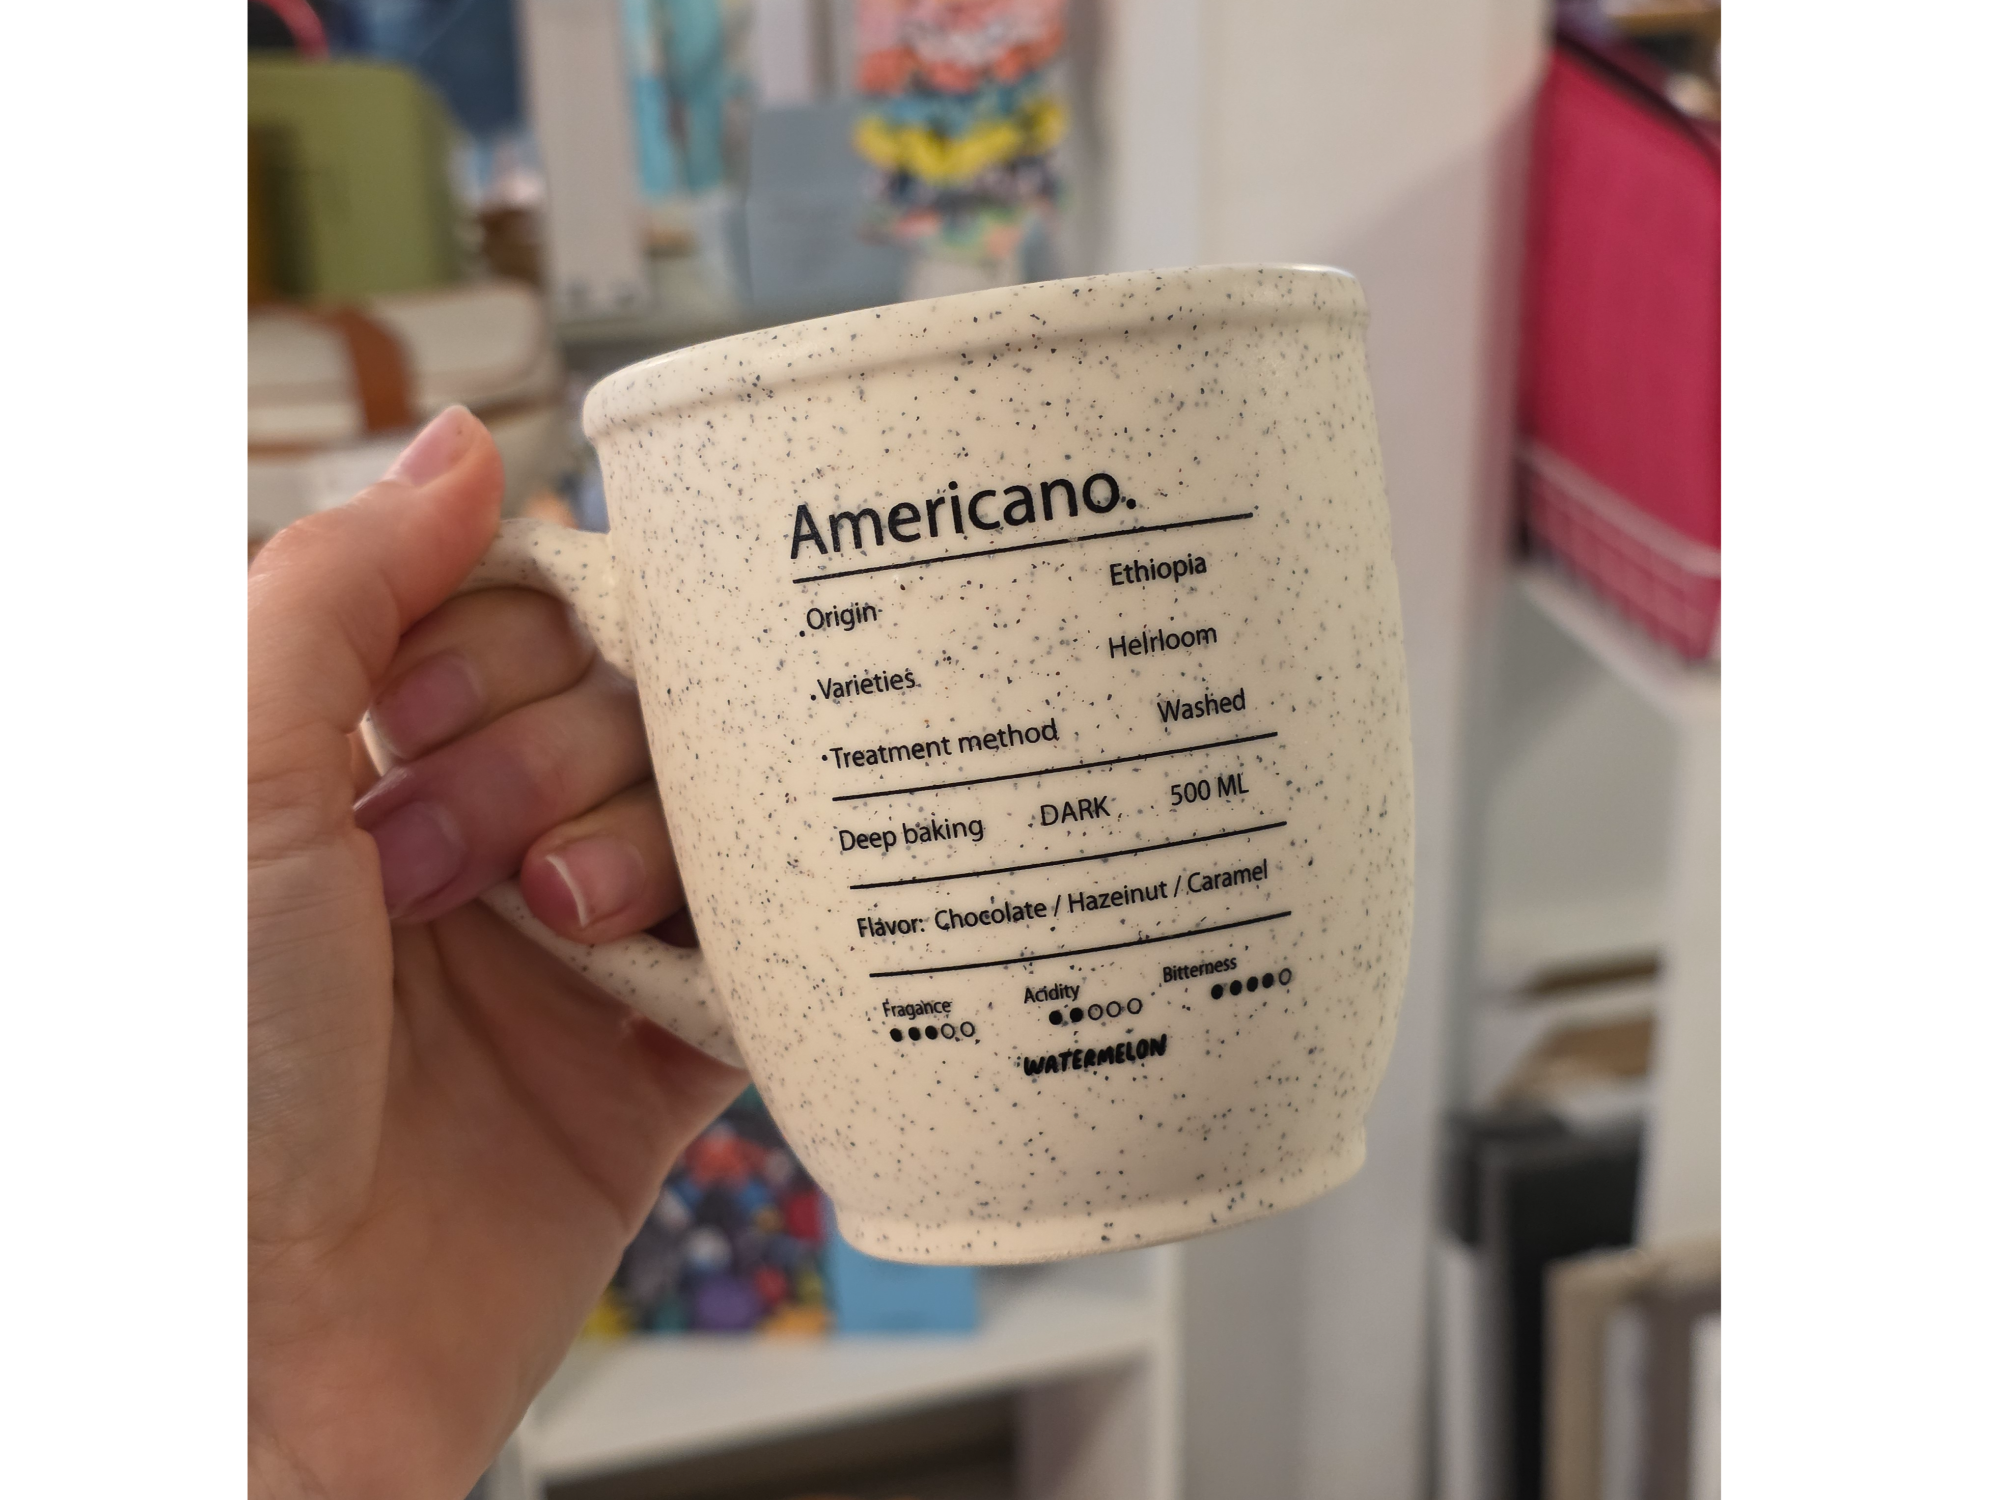 Americano.
.Origin Ethiopia
.Varieties Heirloom
·Treatment method Washed
Deep baking DARK 500 ML
Flavor: Chocolate / Hazeinut / Caramel
Fragance Acidity Bitterness
●●●○○ ●●○○○ ●●●●○
WATERMELON